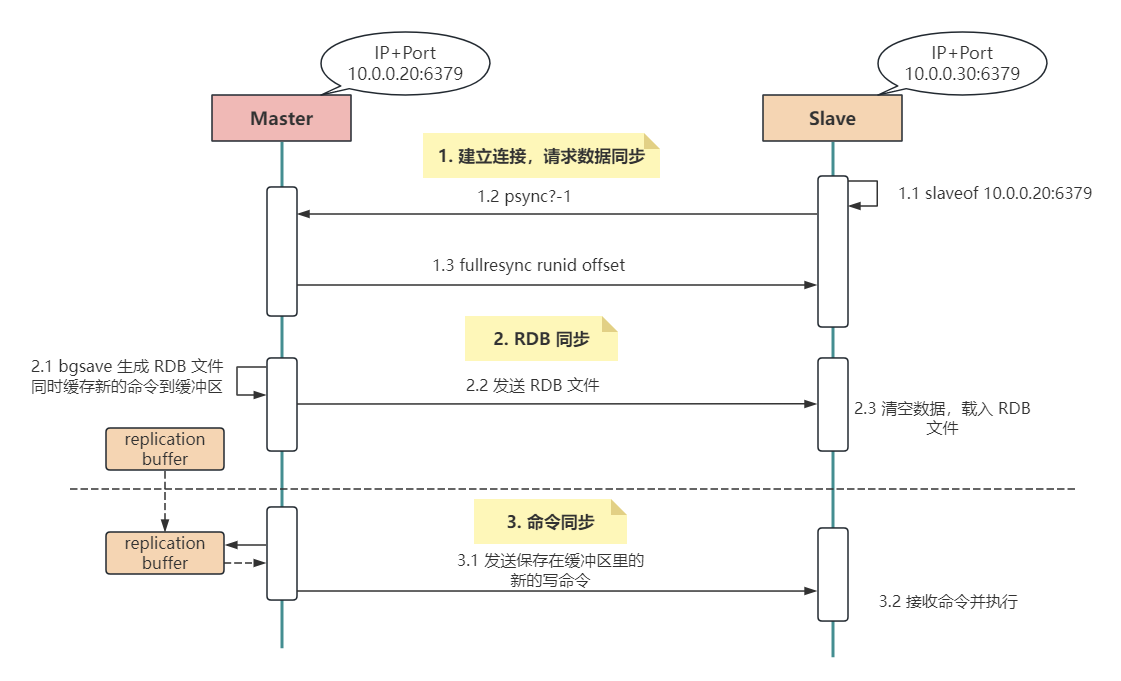 IP+Port
10.0.0.20:6379
IP+Port
10.0.0.30:6379
Master
Slave
1. 建立连接，请求数据同步
1.1 slaveof 10.0.0.20:6379
1.2 psync?-1
1.3 fullresync runid offset
2. RDB 同步
2.1 bgsave 生成 RDB 文件
同时缓存新的命令到缓冲区
2.2 发送 RDB 文件
2.3 清空数据，载入 RDB
文件
replication
buffer
3. 命令同步
replication
buffer
3.1 发送保存在缓冲区里的
新的写命令
3.2 接收命令并执行